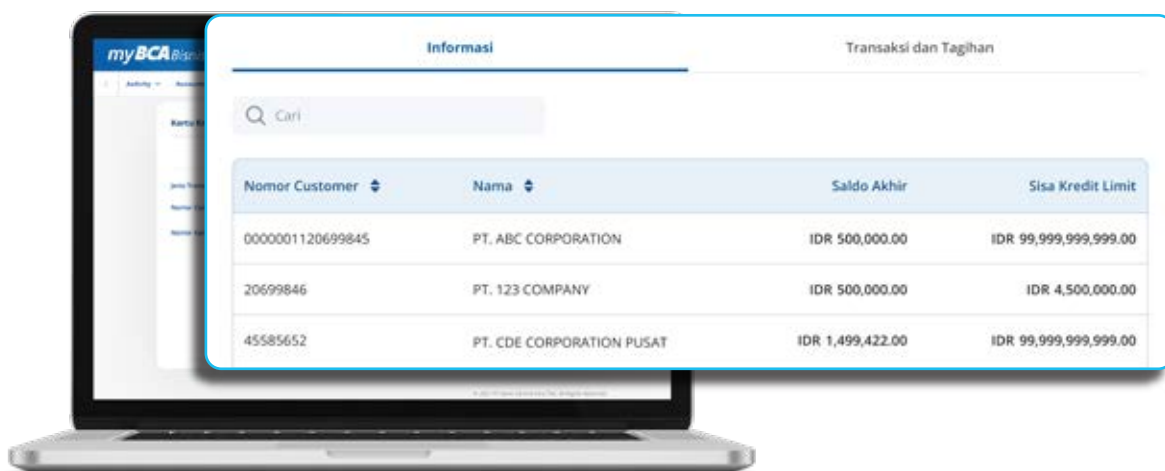 myBCA Bisnis
Activity
Informasi
Transaksi dan Tagihan
Cari
Nomor Customer Nama Saldo Akhir Sisa Kredit Limit
0000001120699845 PT. ABC CORPORATION IDR 500,000.00 IDR 99,999,999,999.00
20699846 PT. 123 COMPANY IDR 500,000.00 IDR 4,500,000.00
45585652 PT. CDE CORPORATION PUSAT IDR 1,499,422.00 IDR 99,999,999,999.00